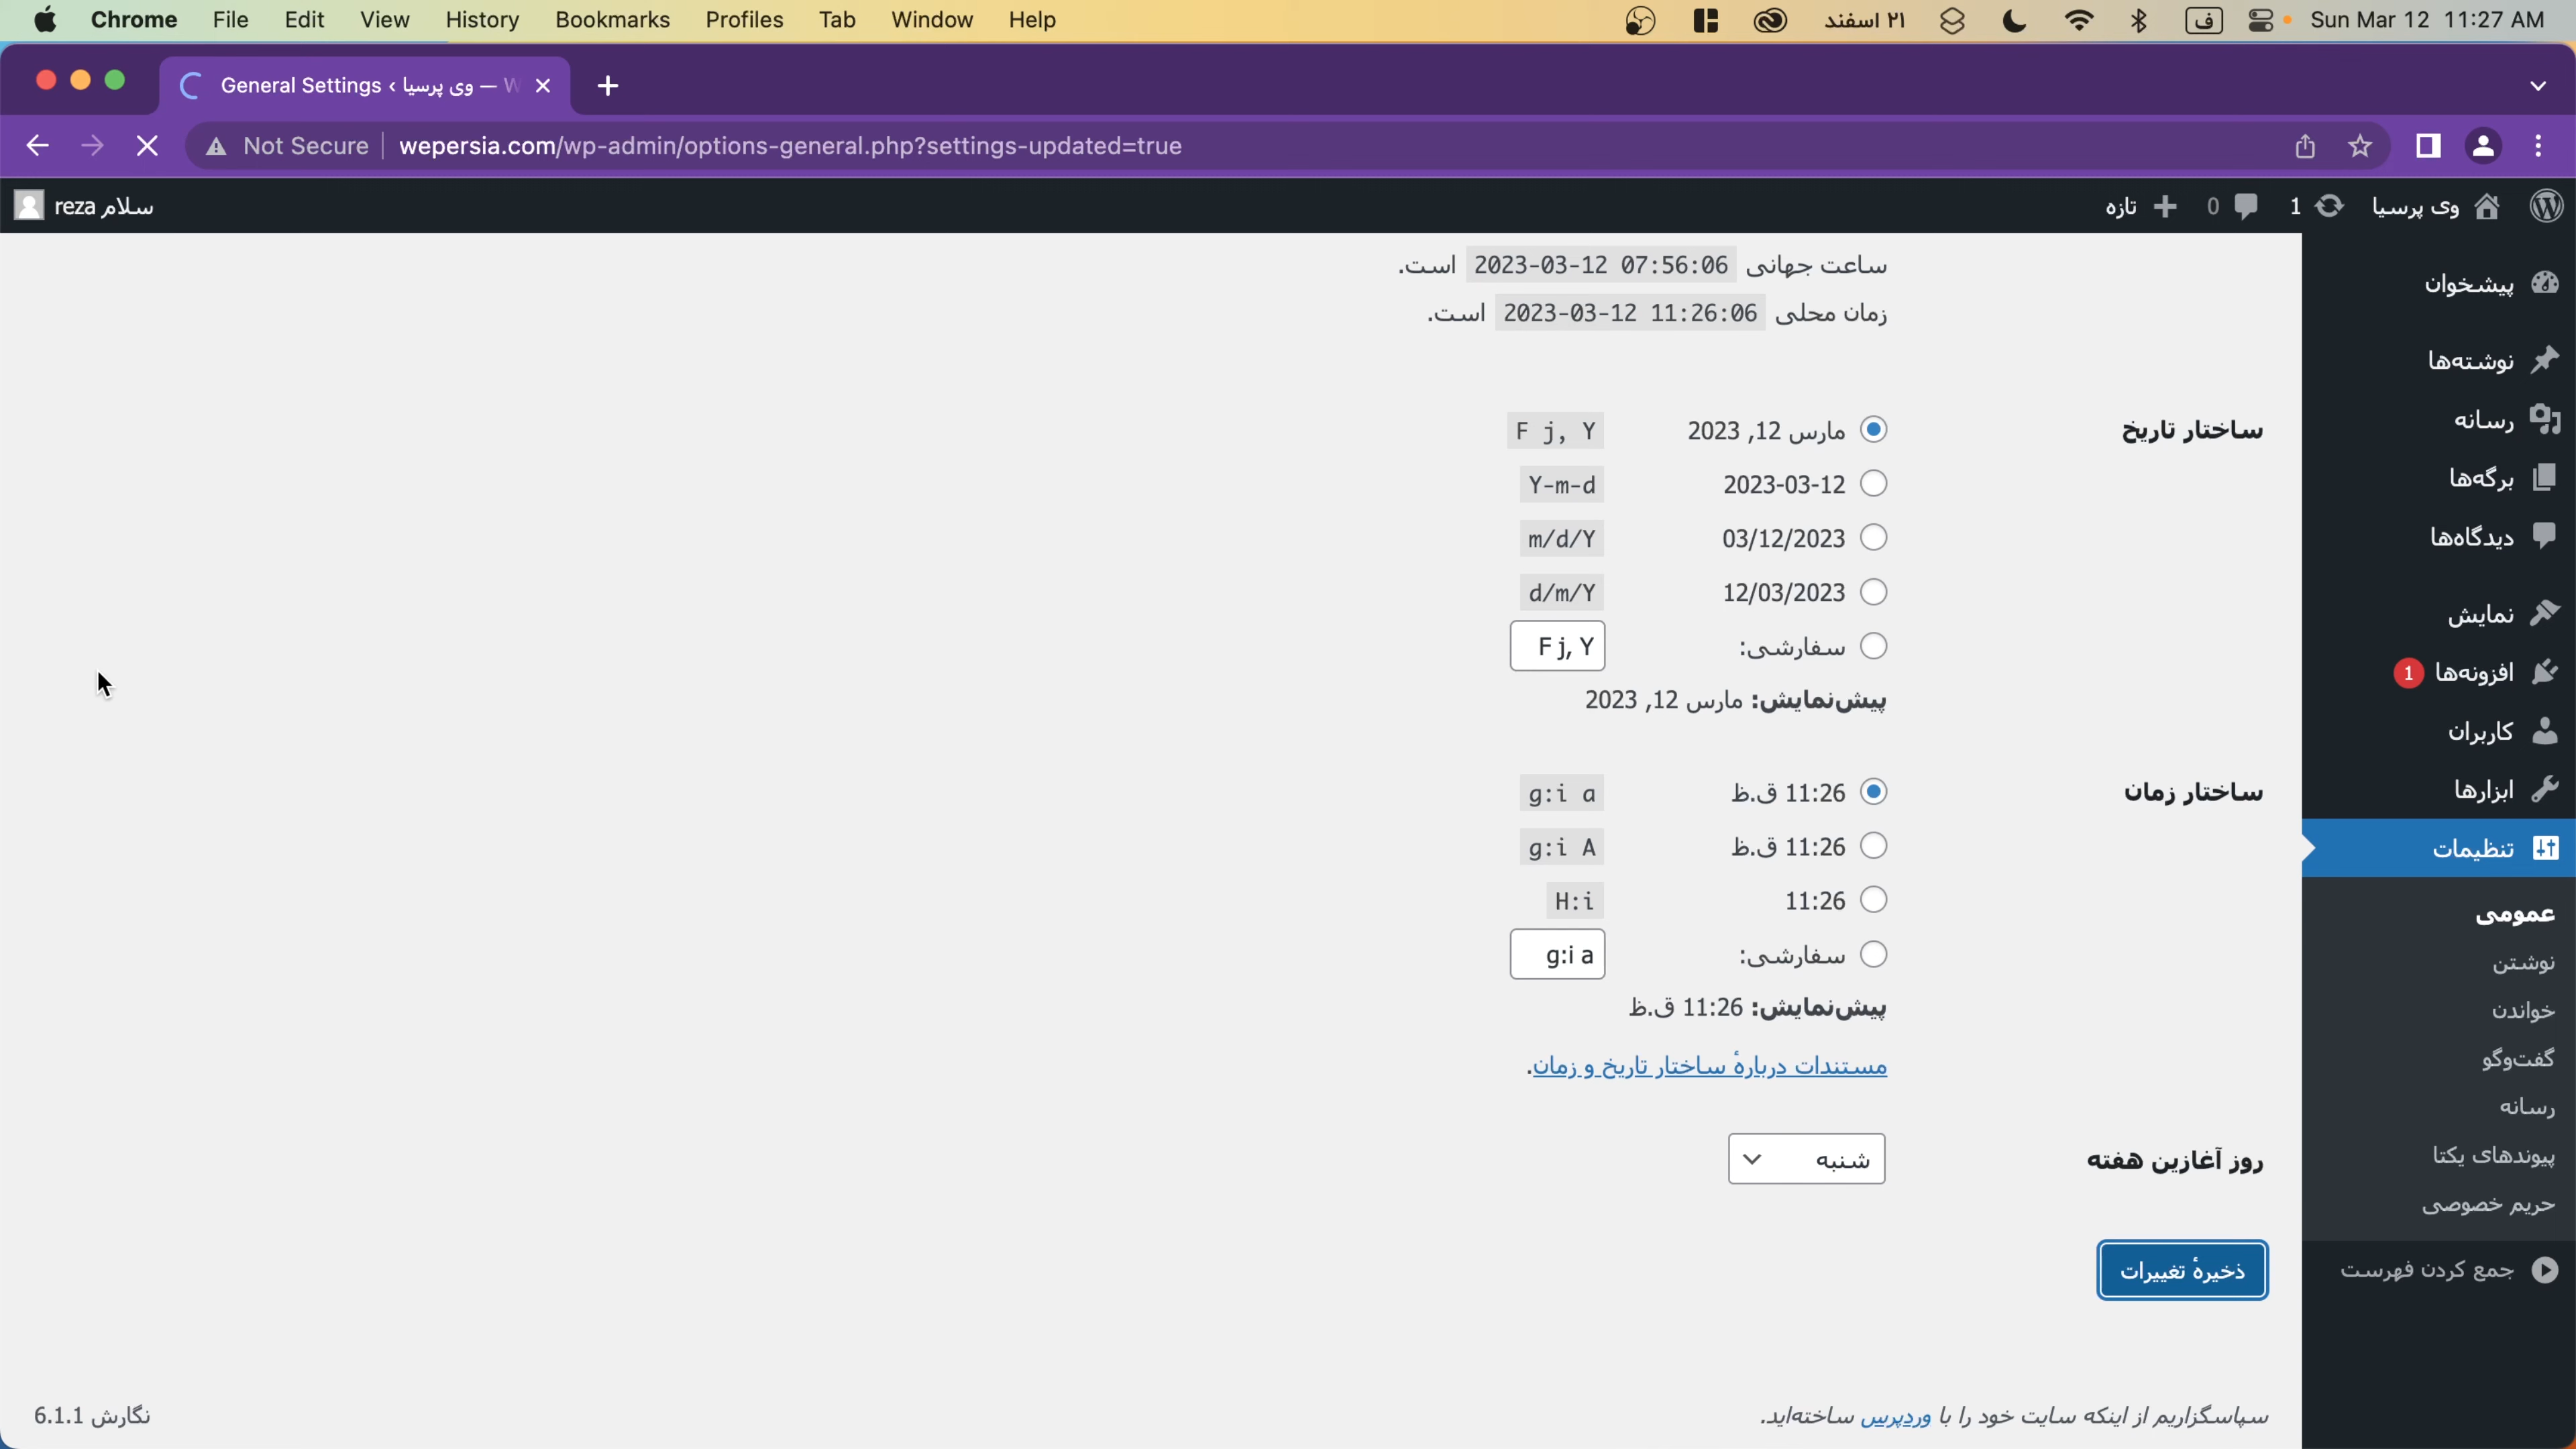 Chrome File Edit View History Bookmarks Profiles Tab Window Help ۲۱ اسفند ف Sun Mar 12 11:27 AM
General Settings ‹ وی پرسیا — W
Not Secure wepersia.com/wp-admin/options-general.php?settings-updated=true
وی پرسیا 1 0 تازه سلام reza
ساعت جهانی 2023-03-12 07:56:06 است.
زمان محلی 2023-03-12 11:26:06 است.
ساختار تاریخ
مارس 12, 2023 F j, Y
2023-03-12 Y-m-d
03/12/2023 m/d/Y
12/03/2023 d/m/Y
سفارشی: F j, Y
پیش‌نمایش: مارس 12, 2023
ساختار زمان
11:26 ق.ظ g:i a
11:26 ق.ظ g:i A
11:26 H:i
سفارشی: g:i a
پیش‌نمایش: 11:26 ق.ظ
مستندات دربارهٔ ساختار تاریخ و زمان.
روز آغازین هفته شنبه
ذخیرهٔ تغییرات
سپاسگزاریم از اینکه سایت خود را با وردپرس ساخته‌اید.
نگارش 6.1.1
پیشخوان
نوشته‌ها
رسانه
برگه‌ها
دیدگاه‌ها
نمایش
افزونه‌ها 1
کاربران
ابزارها
تنظیمات
عمومی
نوشتن
خواندن
گفت‌وگو
رسانه
پیوندهای یکتا
حریم خصوصی
جمع کردن فهرست